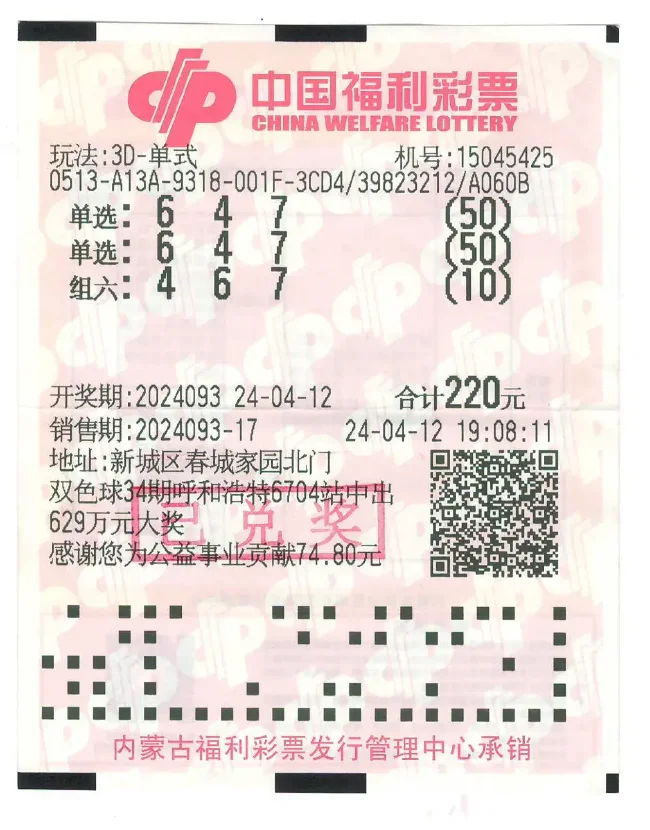 中国福利彩票
CHINA WELFARE LOTTERY
玩法:3D-单式 机号:15045425
0513-A13A-9318-001F-3CD4/39823212/A060B
单选: 6 4 7 (50)
单选: 6 4 7 (50)
组六: 4 6 7 (10)
开奖期:2024093 24-04-12 合计220元
销售期:2024093-17 24-04-12 19:08:11
地址:新城区春城家园北门
双色球34期呼和浩特6704站中出
629万元大奖
已兑奖
感谢您为公益事业贡献74.80元
内蒙古福利彩票发行管理中心承销